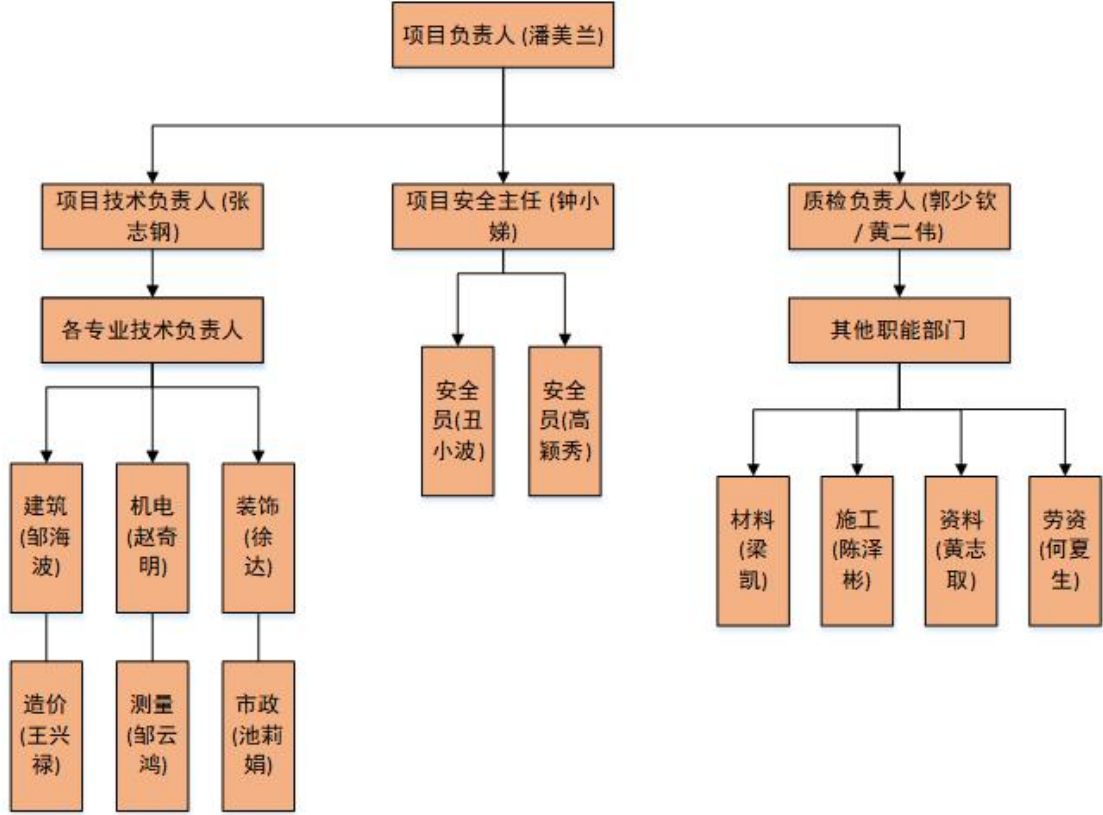 项目负责人(潘美兰)
项目技术负责人(张
志钢)
项目安全主任(钟小
娣)
质检负责人(郭少钦
/ 黄二伟)
各专业技术负责人
其他职能部门
安全
员(丑
小波)
安全
员(高
颖秀)
建筑
(邹海
波)
机电
(赵奇
明)
装饰
(徐
达)
材料
(梁
凯)
施工
(陈泽
彬)
资料
(黄志
取)
劳资
(何夏
生)
造价
(王兴
禄)
测量
(邹云
鸿)
市政
(池莉
娟)